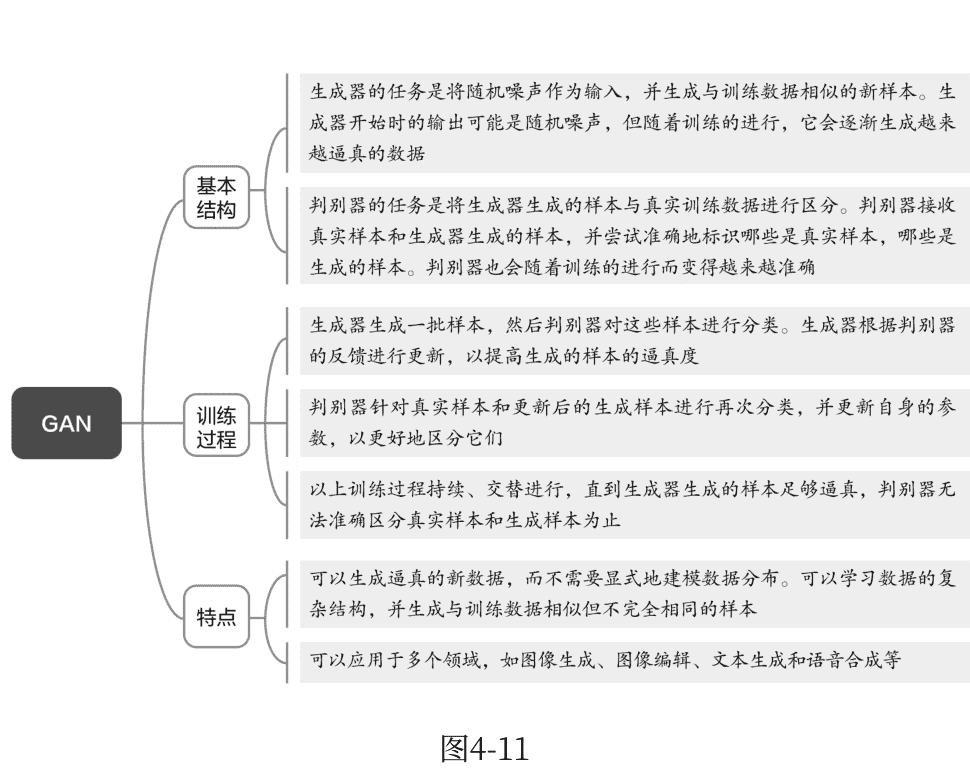 生成器的任务是将随机噪声作为输入，并生成与训练数据相似的新样本。生
成器开始时的输出可能是随机噪声，但随着训练的进行，它会逐渐生成越来
越逼真的数据
基本
结构
判别器的任务是将生成器生成的样本与真实训练数据进行区分。判别器接收
真实样本和生成器生成的样本，并尝试准确地标识哪些是真实样本，哪些是
生成的样本。判别器也会随着训练的进行而变得越来越准确
生成器生成一批样本，然后判别器对这些样本进行分类。生成器根据判别器
的反馈进行更新，以提高生成的样本的逼真度
GAN
训练
过程
判别器针对真实样本和更新后的生成样本进行再次分类，并更新自身的参
数，以更好地区分它们
以上训练过程持续、交替进行，直到生成器生成的样本足够逼真，判别器无
法准确区分真实样本和生成样本为止
特点
可以生成逼真的新数据，而不需要显式地建模数据分布。可以学习数据的复
杂结构，并生成与训练数据相似但不完全相同的样本
可以应用于多个领域，如图像生成、图像编辑、文本生成和语音合成等
图4-11